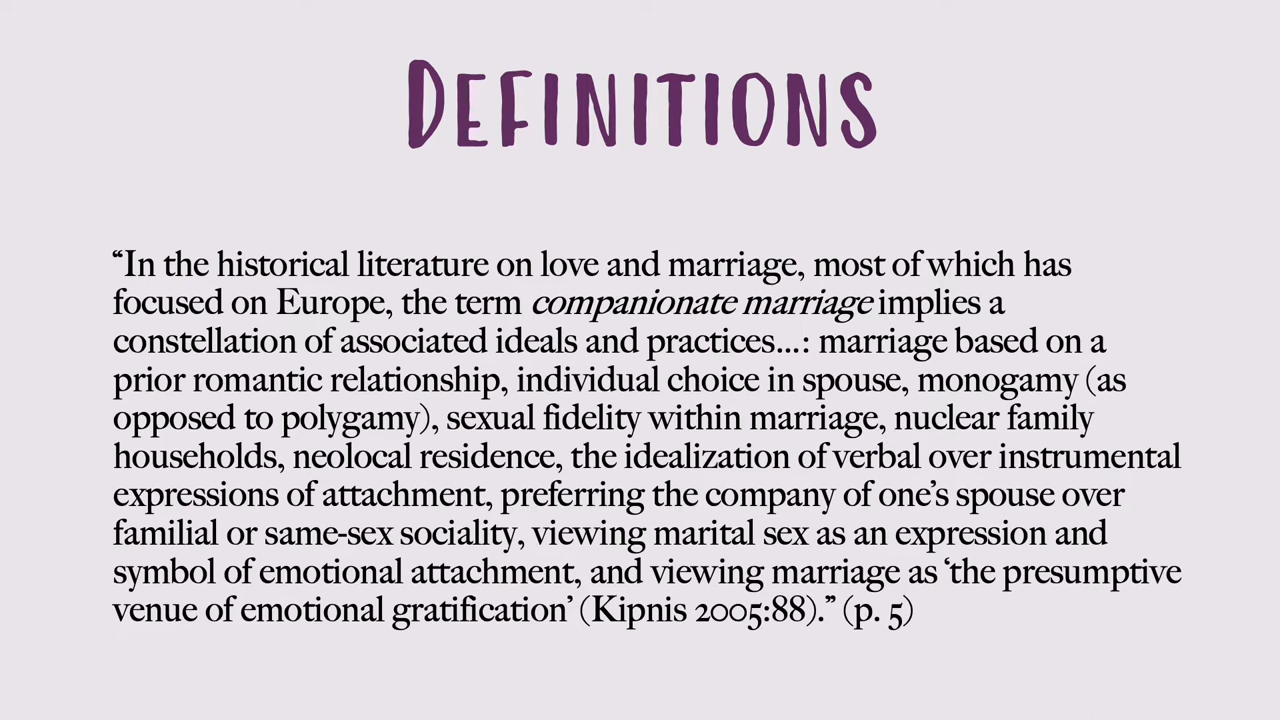 DEFINITIONS
“In the historical literature on love and marriage, most of which has
focused on Europe, the term companionate marriage implies a
constellation of associated ideals and practices...: marriage based on a
prior romantic relationship, individual choice in spouse, monogamy (as
opposed to polygamy), sexual fidelity within marriage, nuclear family
households, neolocal residence, the idealization of verbal over instrumental
expressions of attachment, preferring the company of one’s spouse over
familial or same-sex sociality, viewing marital sex as an expression and
symbol of emotional attachment, and viewing marriage as ‘the presumptive
venue of emotional gratification’ (Kipnis 2005:88).” (p. 5)